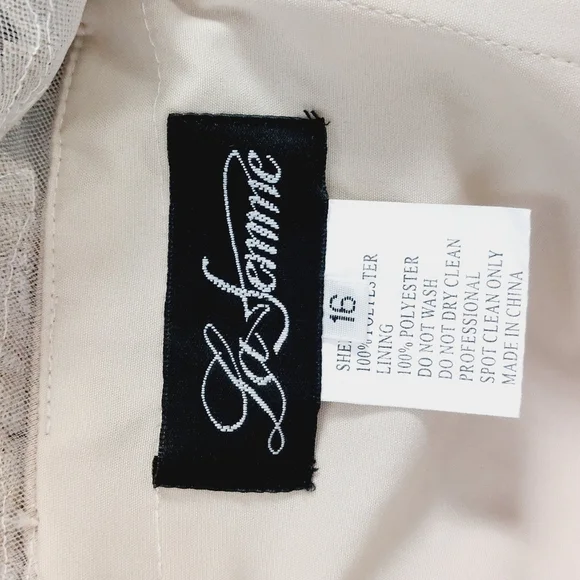 La Femme
16
100% POLYESTER
LINING
100% POLYESTER
DO NOT WASH
DO NOT DRY CLEAN
PROFESSIONAL
SPOT CLEAN ONLY
MADE IN CHINA